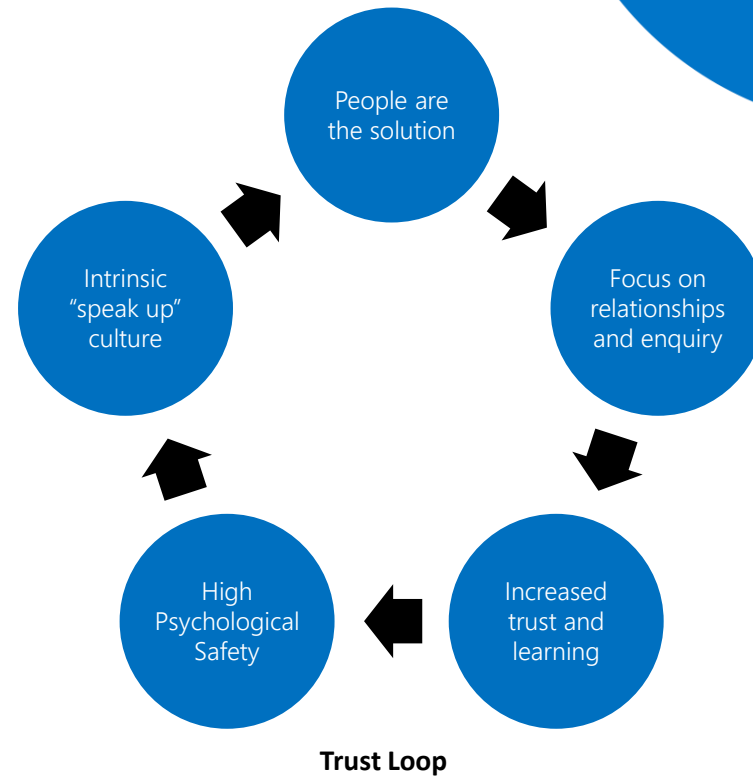 People are
the solution
Focus on
relationships
and enquiry
Increased
trust and
learning
High
Psychological
Safety
Intrinsic
“speak up”
culture
Trust Loop